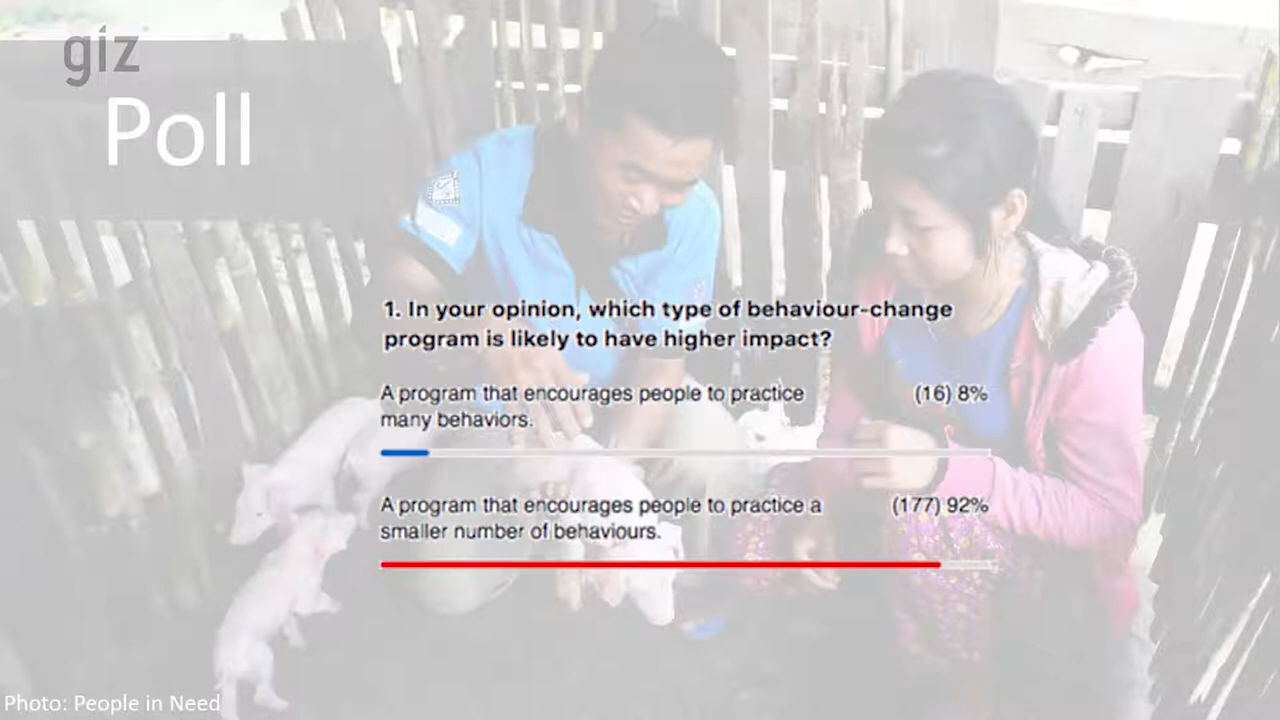 giz
Poll
1. In your opinion, which type of behaviour-change
program is likely to have higher impact?
A program that encourages people to practice
many behaviors.
(16) 8%
A program that encourages people to practice a
smaller number of behaviours.
(177) 92%
Photo: People in Need